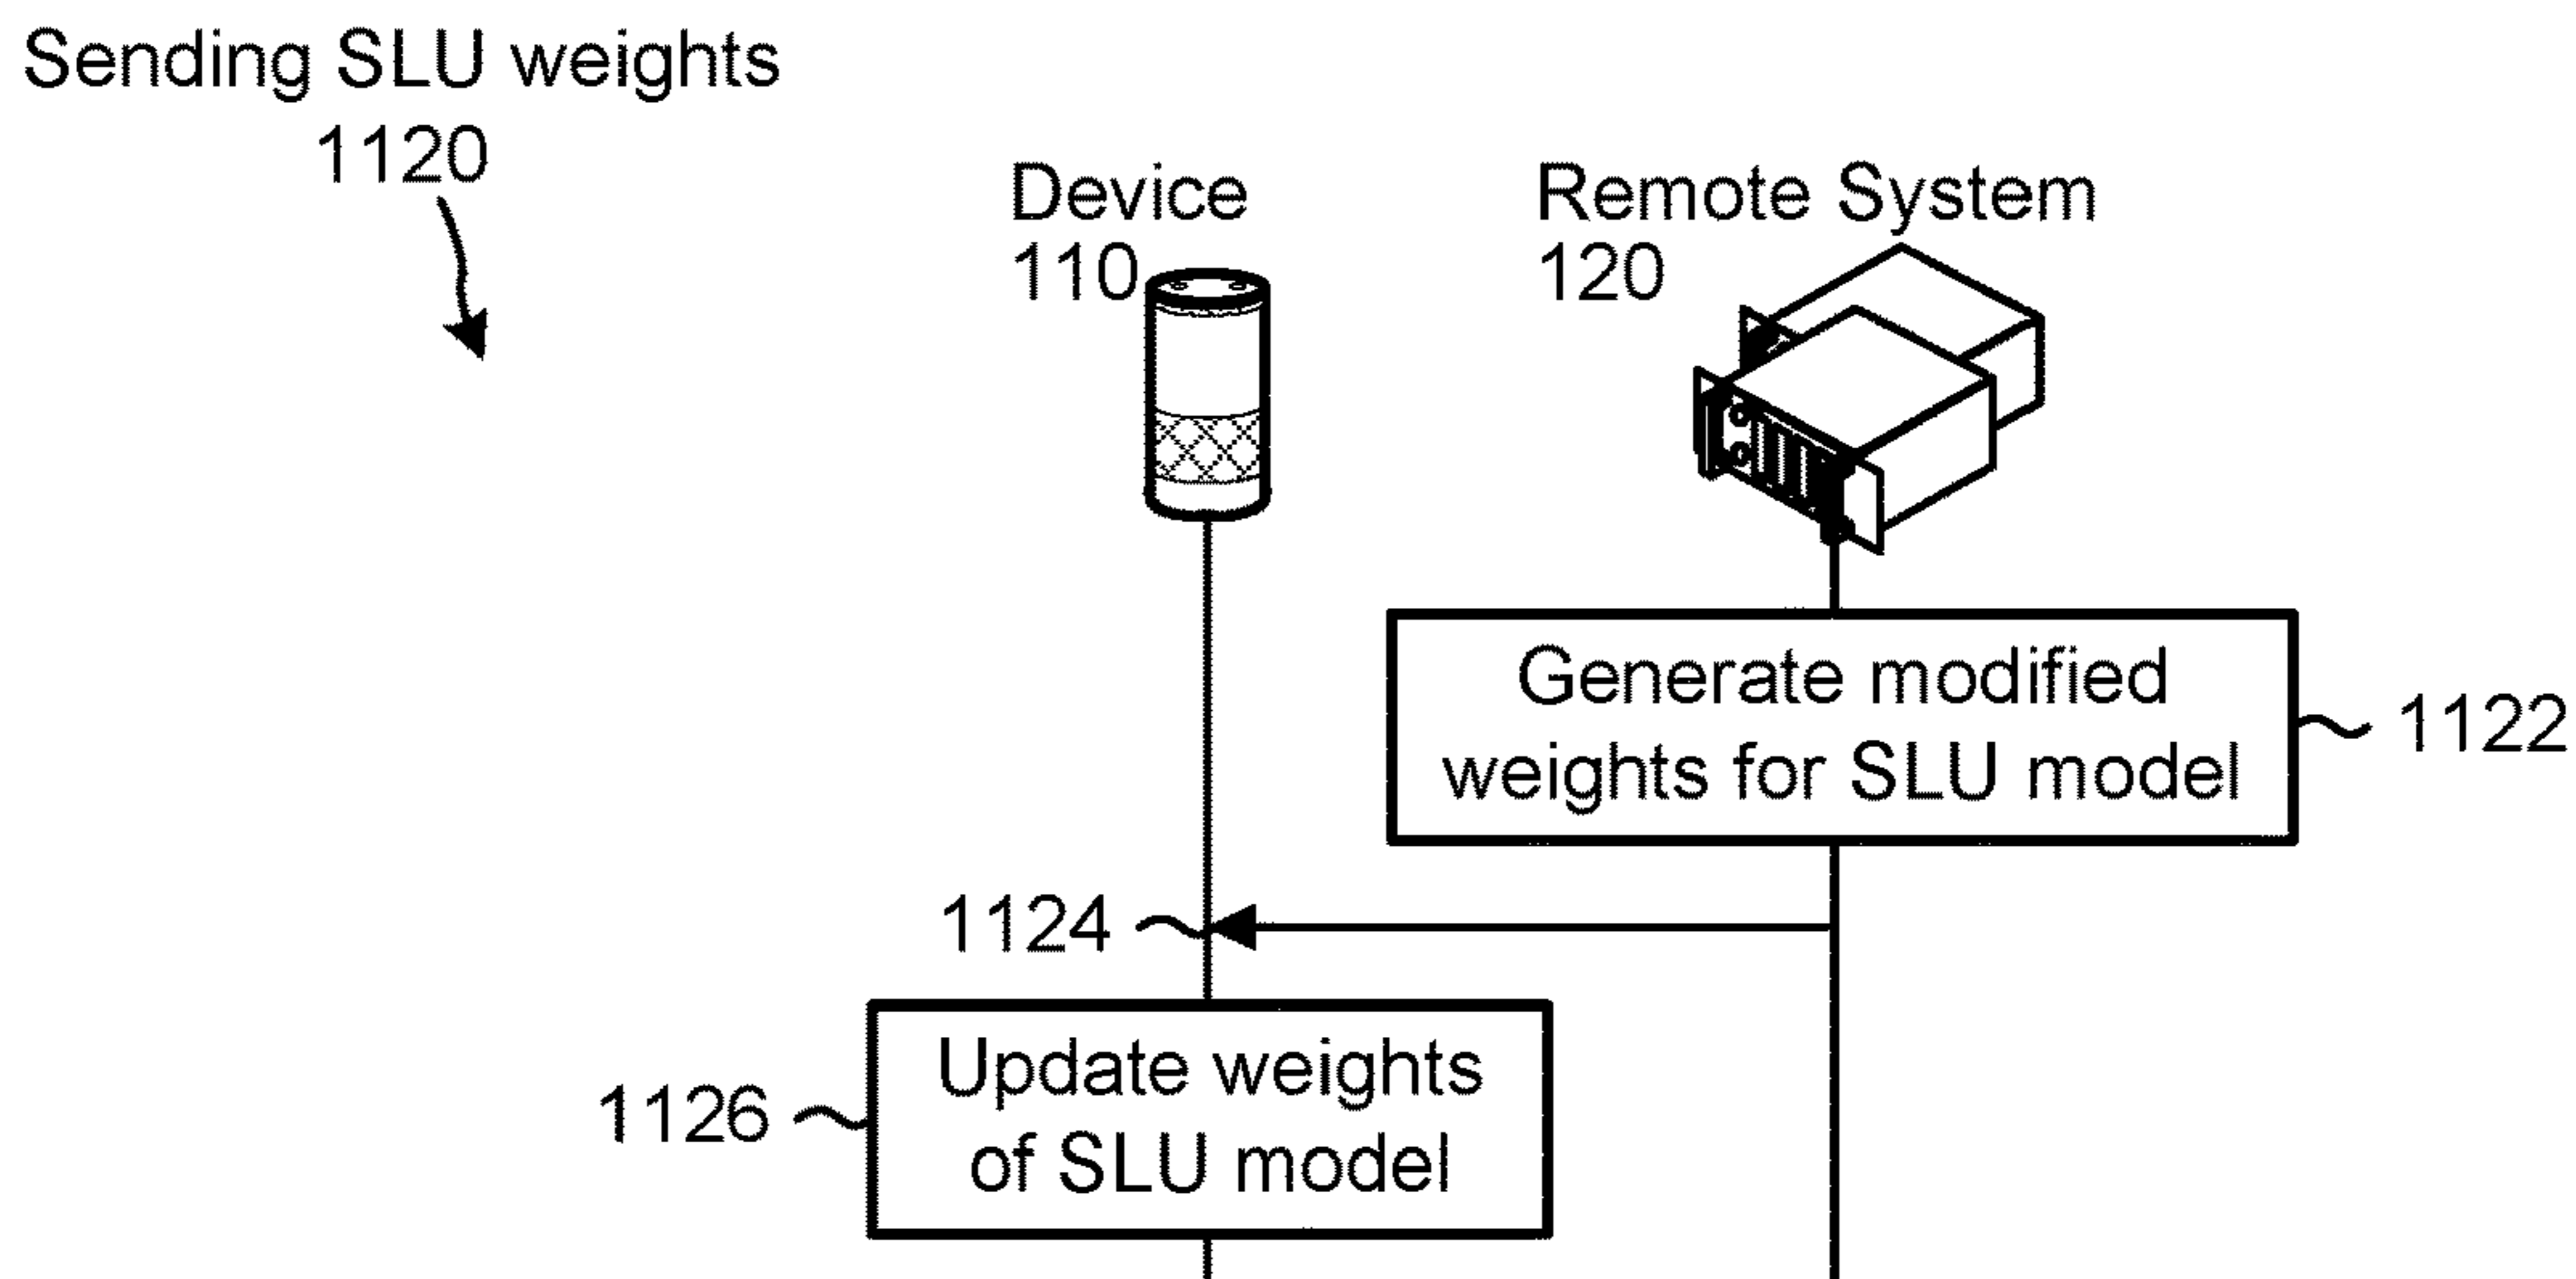 Sending SLU weights
1120
Device
110
Remote System
120
Generate modified
weights for SLU model
1122
1124
Update weights
of SLU model
1126